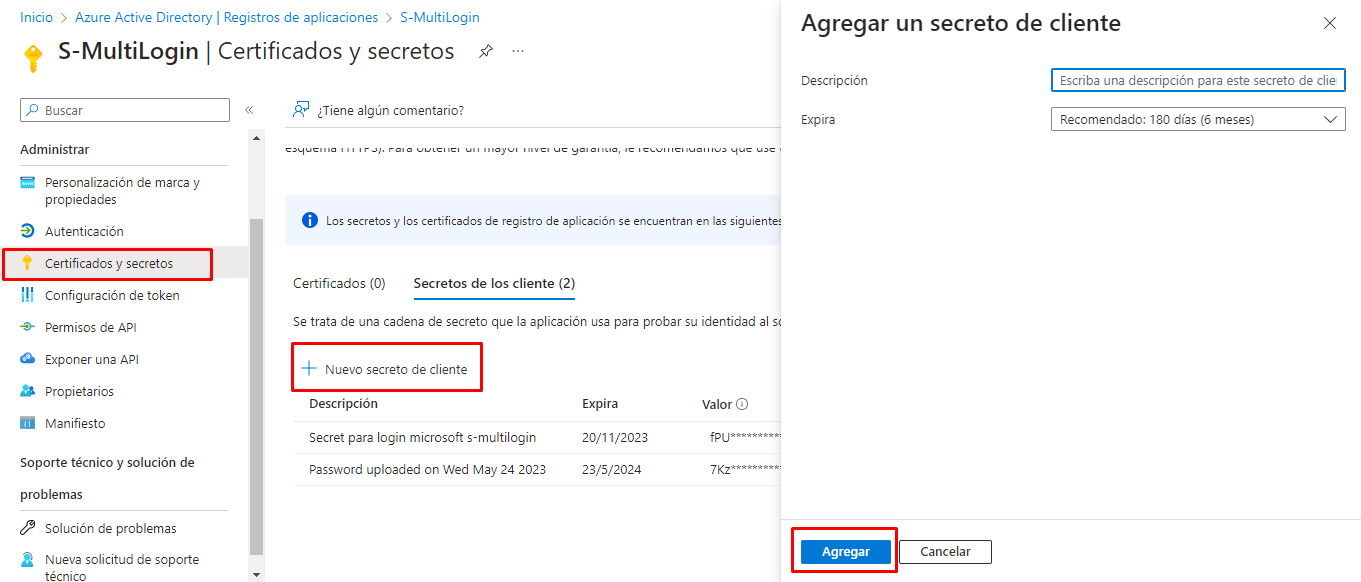 Inicio > Azure Active Directory | Registros de aplicaciones > S-MultiLogin
S-MultiLogin | Certificados y secretos
Buscar
Administrar
Personalización de marca y
propiedades
Autenticación
Certificados y secretos
Configuración de token
Permisos de API
Exponer una API
Propietarios
Manifiesto
Soporte técnico y solución de
problemas
Solución de problemas
Nueva solicitud de soporte
técnico
¿Tiene algún comentario?
esquema HTTPS). Para obtener un mayor nivel de garantía, le recomendamos que use
Los secretos y los certificados de registro de aplicación se encuentran en las siguientes
Certificados (0) Secretos de los cliente (2)
Se trata de una cadena de secreto que la aplicación usa para probar su identidad al
Nuevo secreto de cliente
Descripción Expira Valor
Secret para login microsoft s-multilogin 20/11/2023 fPU**********
Password uploaded on Wed May 24 2023 23/5/2024 7Kz**********
Agregar un secreto de cliente
Descripción Escriba una descripción para este secreto de clie
Expira Recomendado: 180 días (6 meses)
Agregar Cancelar